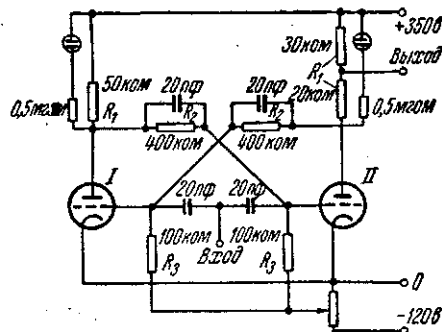 +350в
30ком
Выход
50ком
20пф
20пф
R₁
20ком
0,5мгом
R₁
R₂
R₂
0,5мгом
400ком
400ком
I
II
20пф
20пф
100ком
100ком
Вход
R₃
R₃
0
-120в